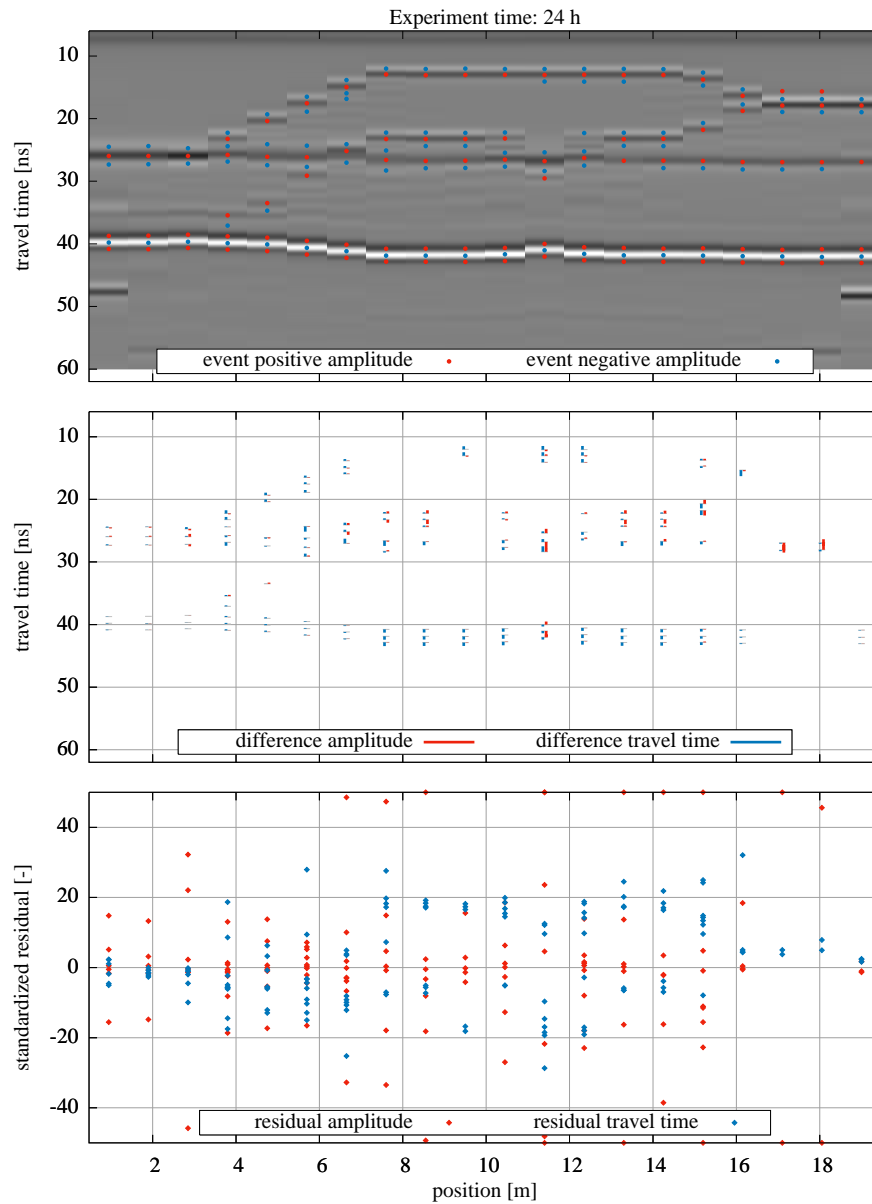 Experiment time: 24 h
10
20
30
40
50
60
travel time [ns]
event positive amplitude
event negative amplitude
10
20
30
40
50
60
travel time [ns]
difference amplitude
difference travel time
40
20
0
-20
-40
standardized residual [-]
residual amplitude
residual travel time
2 4 6 8 10 12 14 16 18
position [m]